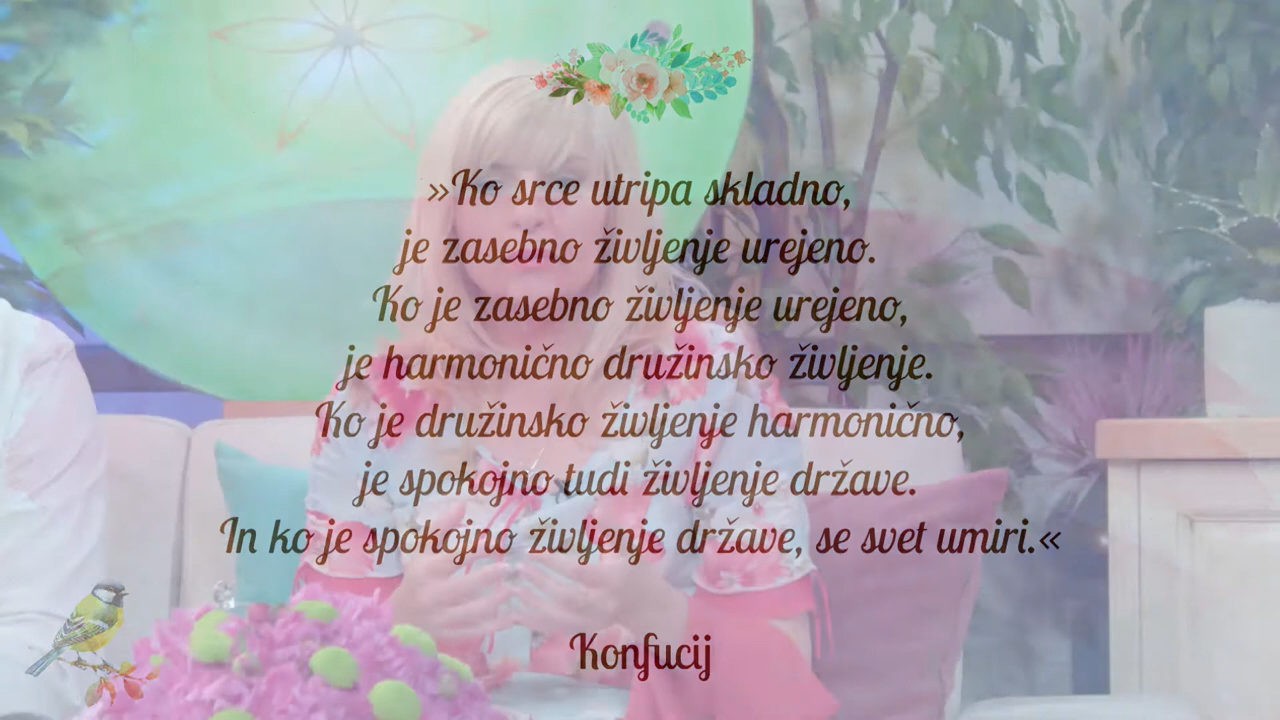 »Ko srce utripa skladno,
je zasebno življenje urejeno.
Ko je zasebno življenje urejeno,
je harmonično družinsko življenje.
Ko je družinsko življenje harmonično,
je spokojno tudi življenje države.
In ko je spokojno življenje države, se svet umiri.«
Konfucij